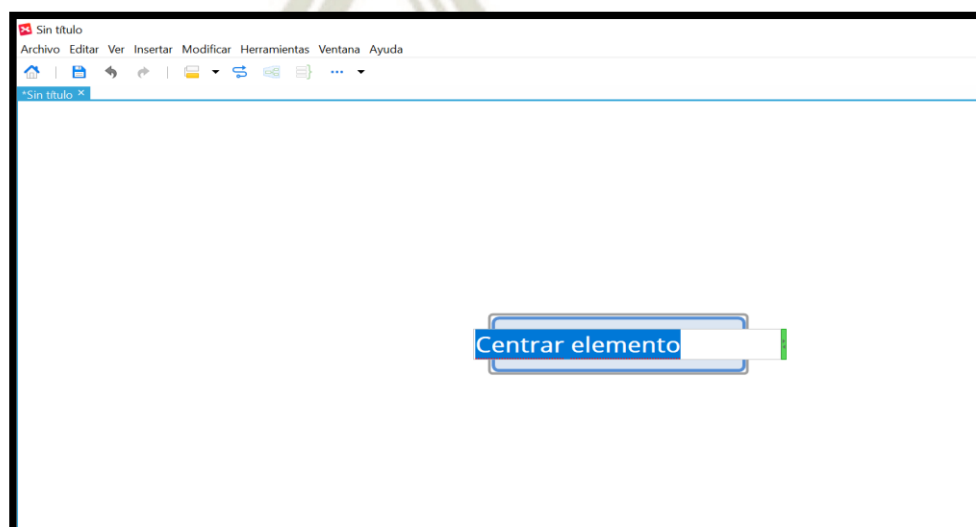 Sin título
Archivo Editar Ver Insertar Modificar Herramientas Ventana Ayuda
*Sin título ×
Centrar elemento